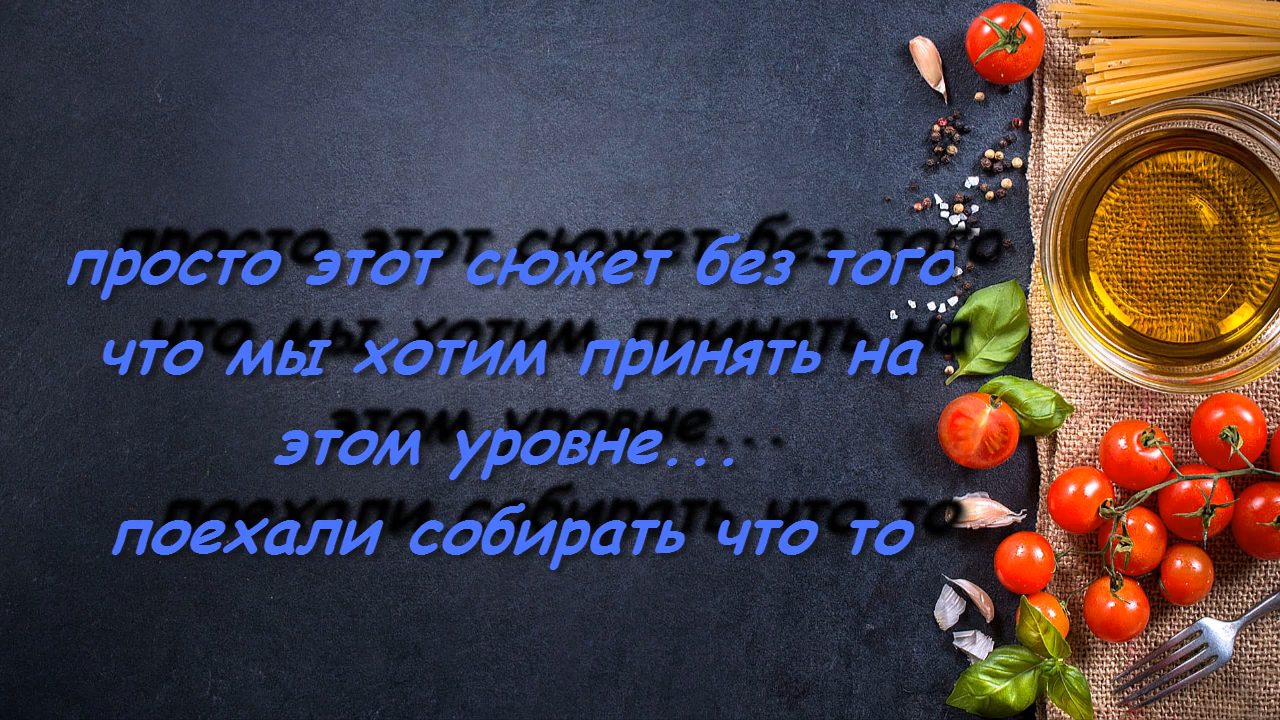 просто этот сюжет без того
что мы хотим принять на
этом уровне...
поехали собирать что то